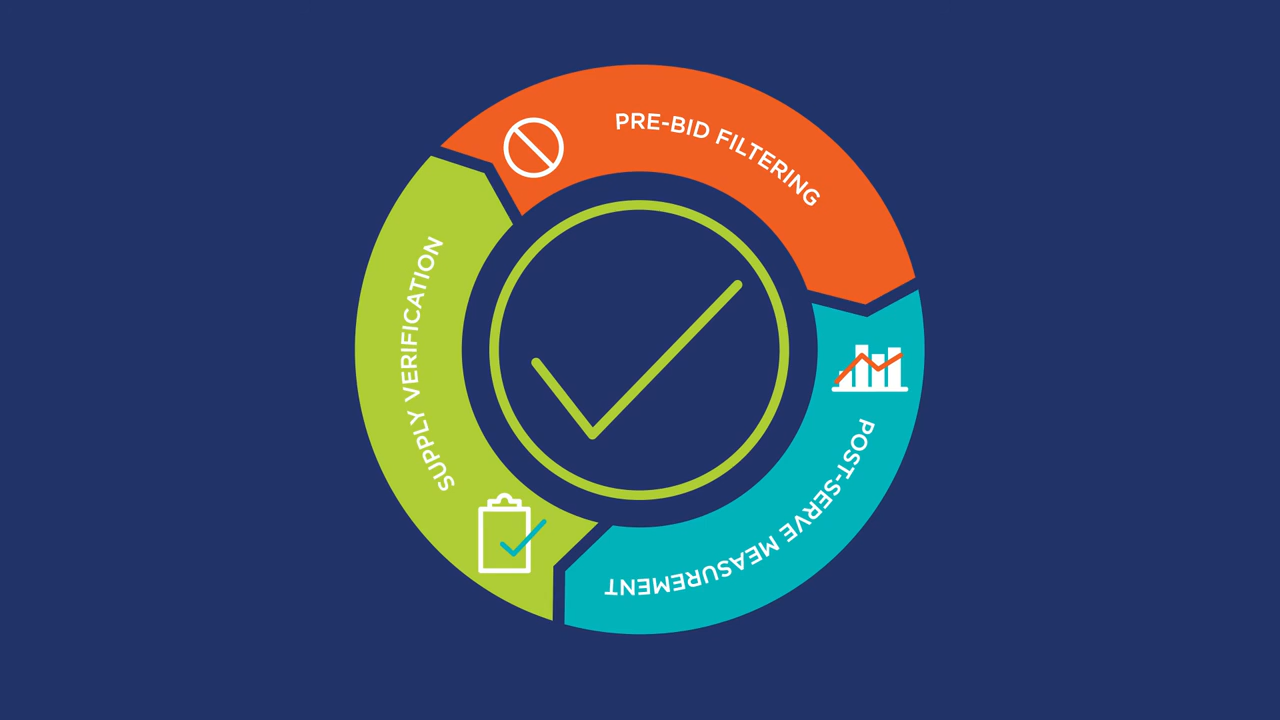 PRE-BID FILTERING
POST-SERVE MEASUREMENT
SUPPLY VERIFICATION